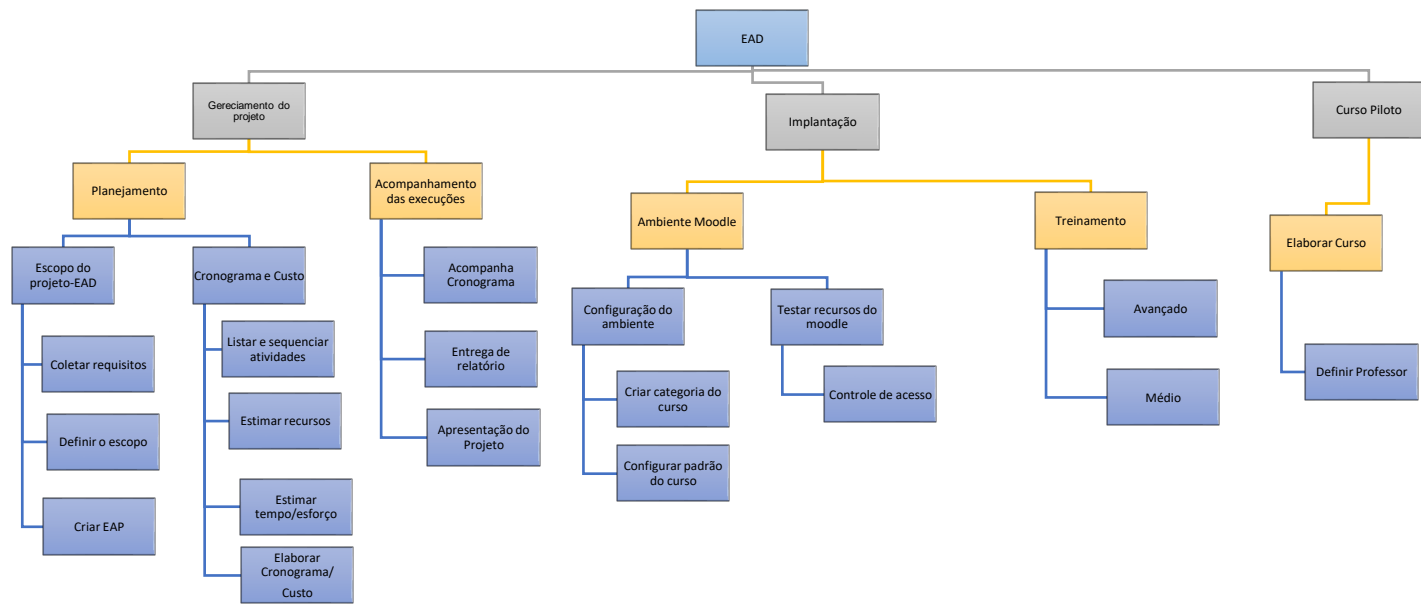 EAD
Gereciamento do
projeto
Implantação
Curso Piloto
Planejamento
Acompanhamento
das execuções
Ambiente Moodle
Treinamento
Elaborar Curso
Escopo do
projeto-EAD
Cronograma e Custo
Acompanha
Cronograma
Configuração do
ambiente
Testar recursos do
moodle
Avançado
Coletar requisitos
Listar e sequenciar
atividades
Entrega de
relatório
Criar categoria do
curso
Controle de acesso
Médio
Definir Professor
Definir o escopo
Estimar recursos
Apresentação do
Projeto
Configurar padrão
do curso
Criar EAP
Estimar
tempo/esforço
Elaborar
Cronograma/
Custo